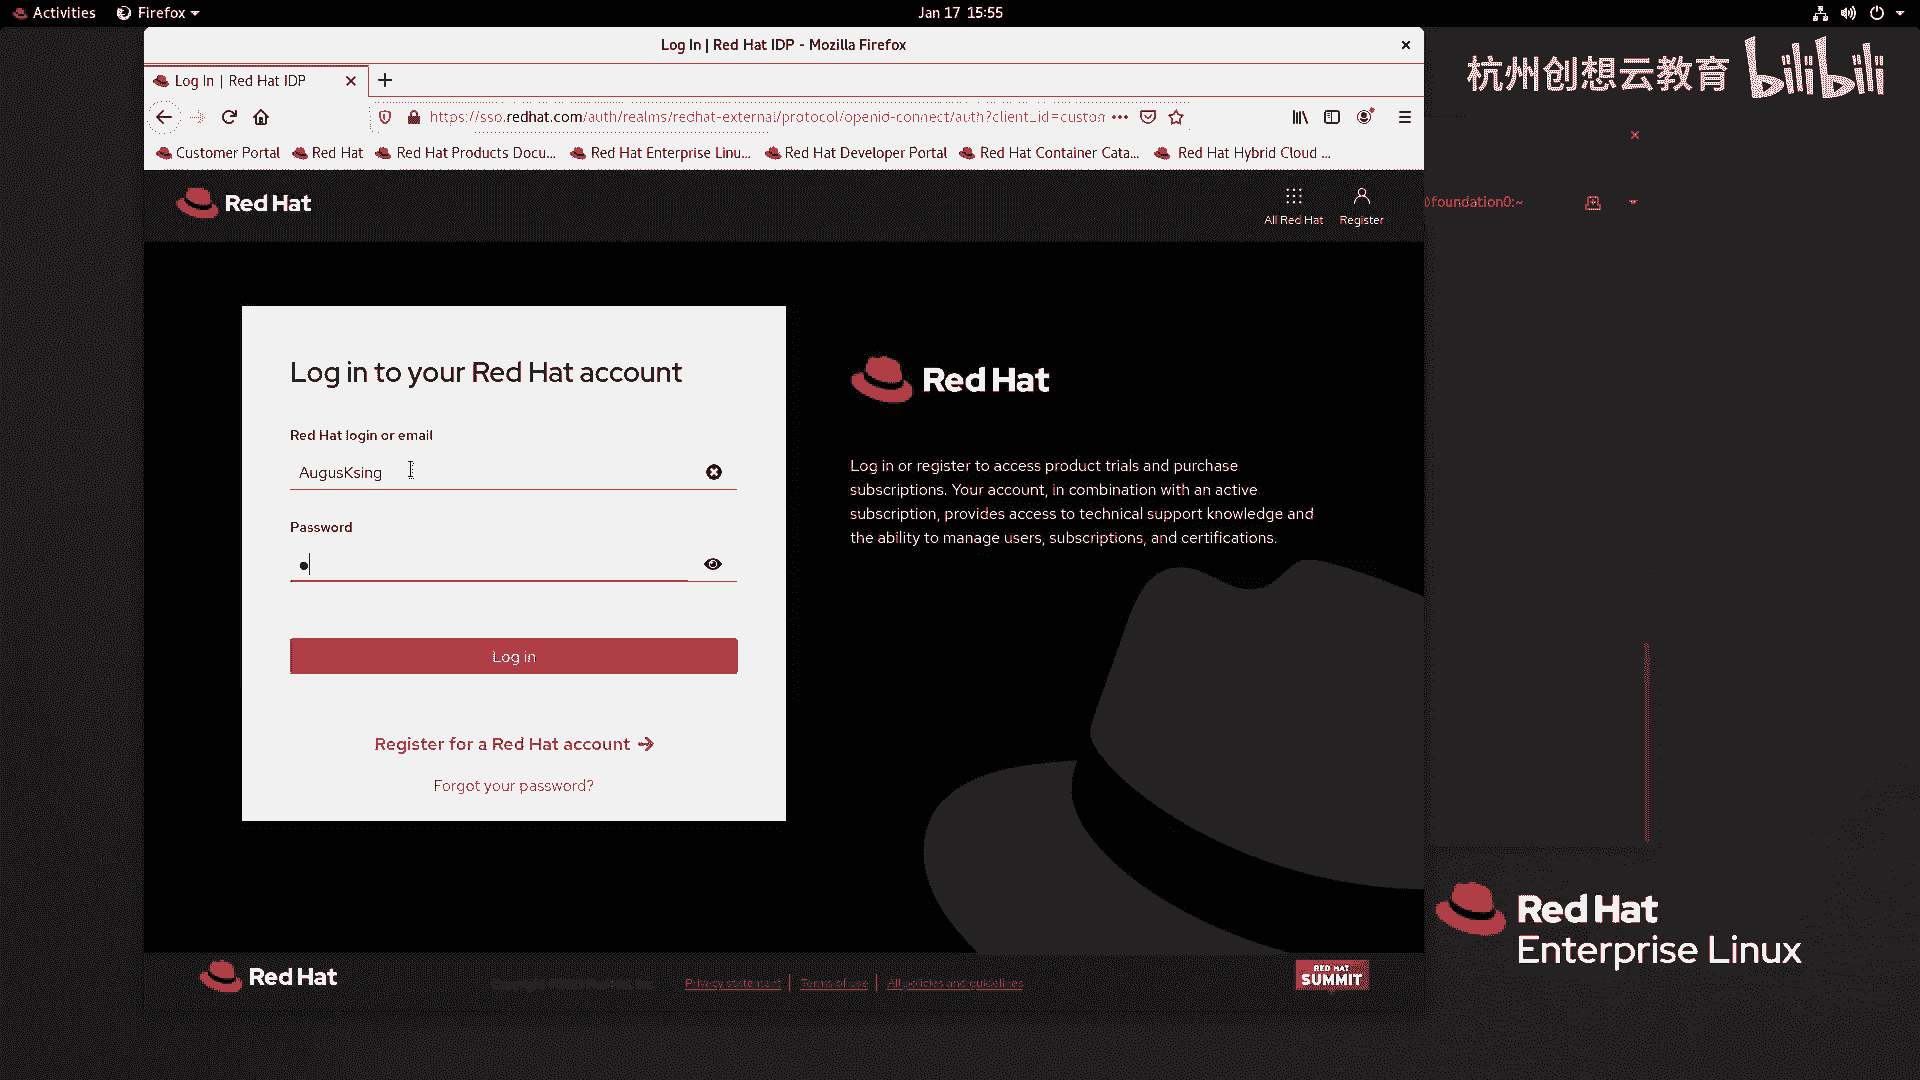 Activities
Firefox
Jan 17 15:55
Log In | Red Hat IDP - Mozilla Firefox
Log In | Red Hat IDP
https://sso.redhat.com/auth/realms/redhat-external/protocol/openid-connect/auth?client_id=custon
Customer Portal
Red Hat
Red Hat Products Docu…
Red Hat Enterprise Linu…
Red Hat Developer Portal
Red Hat Container Cata…
Red Hat Hybrid Cloud …
杭州创想云教育 bilibili
foundation0:~
Red Hat
All Red Hat
Register
Log in to your Red Hat account
Red Hat login or email
AugusKsing
Password
Log in
Register for a Red Hat account
Forgot your password?
Red Hat
Log in or register to access product trials and purchase
subscriptions. Your account, in combination with an active
subscription, provides access to technical support knowledge and
the ability to manage users, subscriptions, and certifications.
Red Hat
Enterprise Linux
Red Hat
Privacy statement
Terms of use
All policies and guidelines
RED HAT
SUMMIT